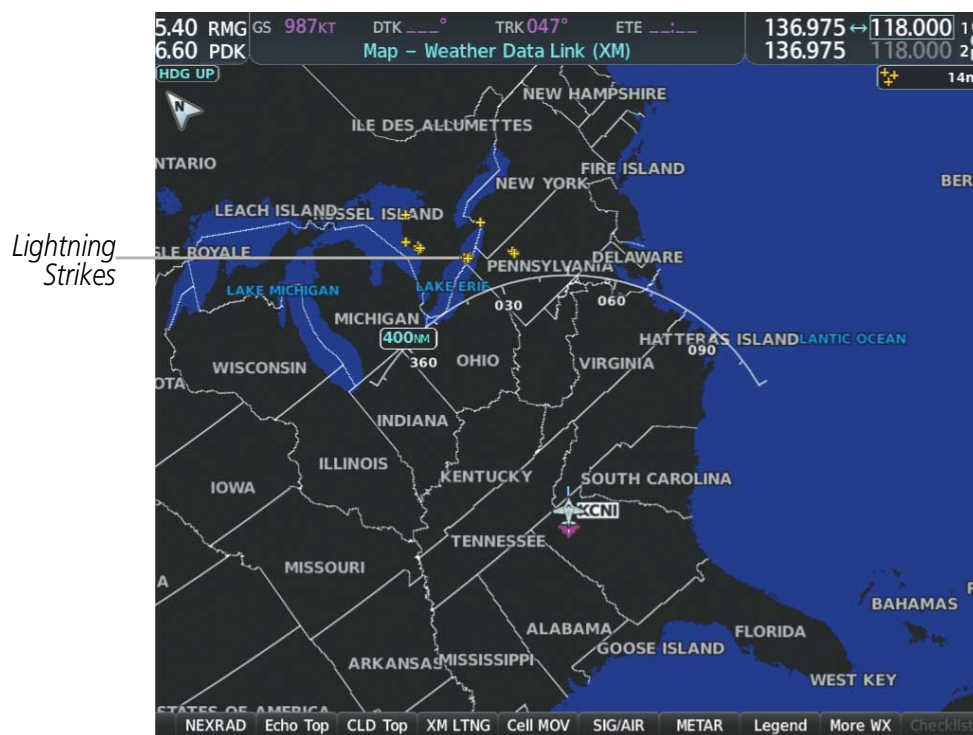 5.40 RMG GS 987KT DTK ___° TRK 047° ETE __:__ 136.975 ↔ 118.000
6.60 PDK Map – Weather Data Link (XM) 136.975 118.000
HDG UP
14
N
NEW HAMPSHIRE
ILE DES ALLUMETTES
NTARIO
FIRE ISLAND
NEW YORK
BER
LEACH ISLAND
ISLAND
Lightning
Strikes
SLE ROYALE
DELAWARE
PENNSYLVANIA
LAKE MICHIGAN
LAKE ERIE
030
060
MICHIGAN
400NM
HATTERAS ISLAND
LANTIC OCEAN
090
360
OHIO
WISCONSIN
VIRGINIA
OTA
INDIANA
ILLINOIS
KENTUCKY
SOUTH CAROLINA
IOWA
KCNI
TENNESSEE
MISSOURI
A
BAHAMAS
ALABAMA
FLORIDA
GOOSE ISLAND
ARKANSAS
MISSISSIPPI
WEST KEY
STATES OF AMERICA
NEXRAD Echo Top CLD Top XM LTNG Cell MOV SIG/AIR METAR Legend More WX Checklist